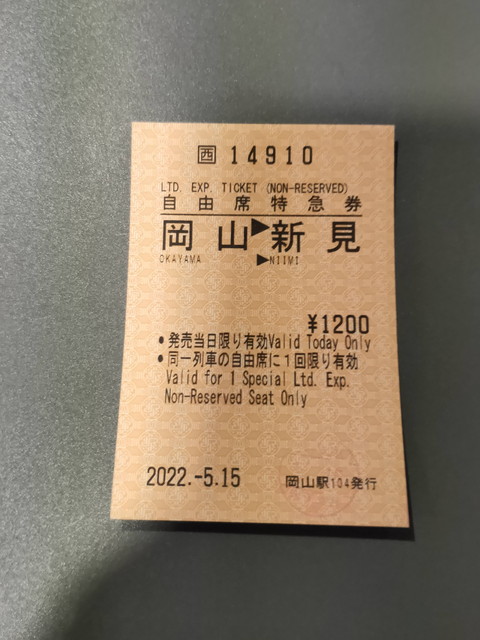 西 14910
LTD. EXP. TICKET (NON-RESERVED)
自由席特急券
岡山▶新見
OKAYAMA ▶NIIMI
¥1200
•発売当日限り有効Valid Today Only
•同一列車の自由席に1回限り有効
Valid for 1 Special Ltd. Exp.
Non-Reserved Seat Only
2022.-5.15 岡山駅104発行